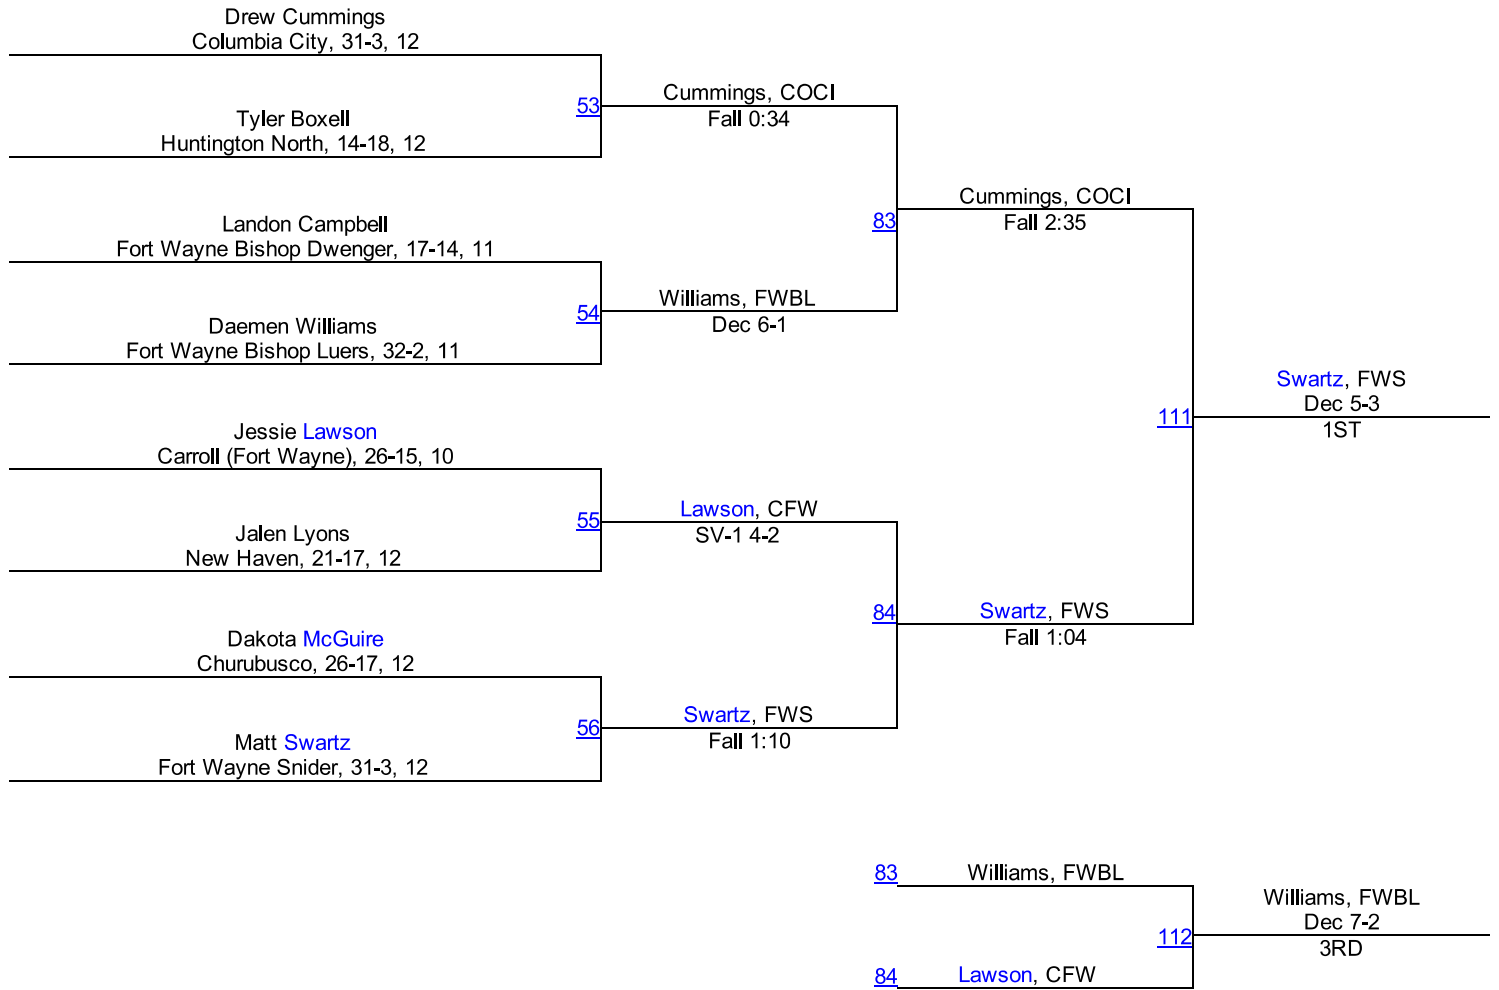 Drew Cummings
Columbia City, 31-3, 12
53
Cummings, COCI
Fall 0:34
Tyler Boxell
Huntington North, 14-18, 12
83
Cummings, COCI
Fall 2:35
Landon Campbell
Fort Wayne Bishop Dwenger, 17-14, 11
54
Williams, FWBL
Dec 6-1
Daemen Williams
Fort Wayne Bishop Luers, 32-2, 11
111
Swartz, FWS
Dec 5-3
1ST
Jessie Lawson
Carroll (Fort Wayne), 26-15, 10
55
Lawson, CFW
SV-1 4-2
Jalen Lyons
New Haven, 21-17, 12
84
Swartz, FWS
Fall 1:04
Dakota McGuire
Churubusco, 26-17, 12
56
Swartz, FWS
Fall 1:10
Matt Swartz
Fort Wayne Snider, 31-3, 12
83
Williams, FWBL
112
Williams, FWBL
Dec 7-2
3RD
84
Lawson, CFW